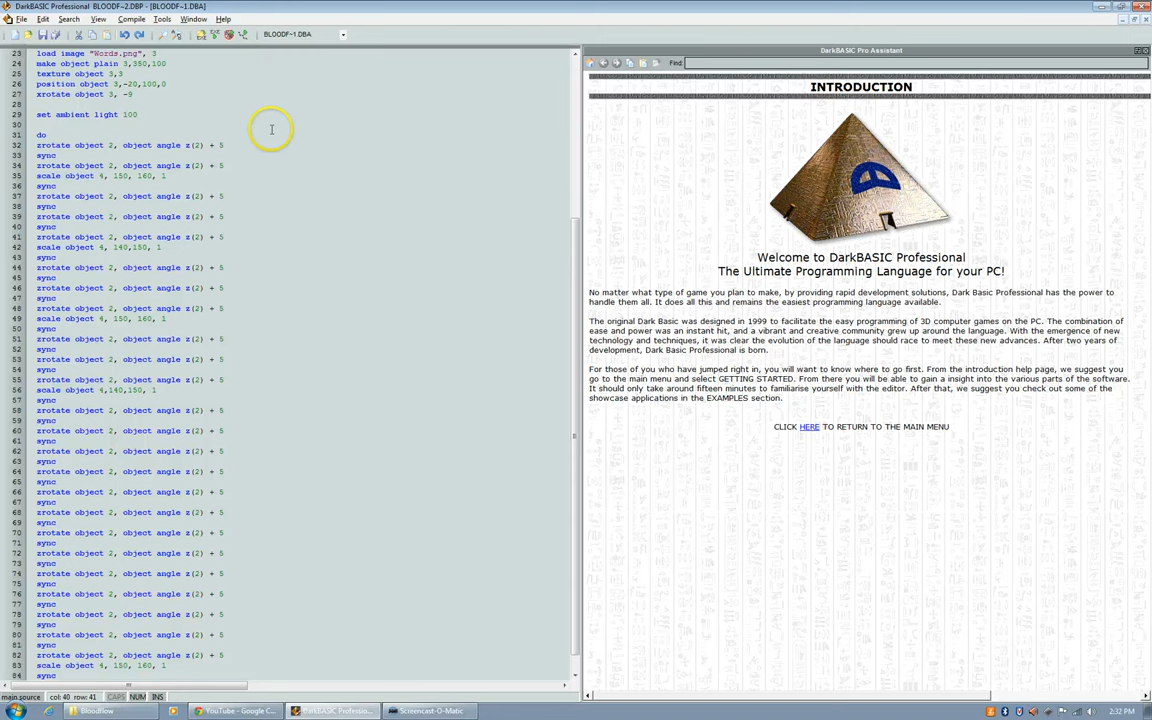 DarkBASIC Professional BLOODF~2.DBP - [BLOODF~1.DBA]
File Edit Search View Compile Tools Window Help
BLOODF~1.DBA
23 load image "Words.png", 3
24 make object plain 3,350,100
25 texture object 3,3
26 position object 3,-20,100,0
27 xrotate object 3, -9
28
29 set ambient light 100
30
31 do
32 zrotate object 2, object angle z(2) + 5
33 sync
34 zrotate object 2, object angle z(2) + 5
35 scale object 4, 150, 160, 1
36 sync
37 zrotate object 2, object angle z(2) + 5
38 sync
39 zrotate object 2, object angle z(2) + 5
40 sync
41 zrotate object 2, object angle z(2) + 5
42 scale object 4, 140,150, 1
43 sync
44 zrotate object 2, object angle z(2) + 5
45 sync
46 zrotate object 2, object angle z(2) + 5
47 sync
48 zrotate object 2, object angle z(2) + 5
49 scale object 4, 150, 160, 1
50 sync
51 zrotate object 2, object angle z(2) + 5
52 sync
53 zrotate object 2, object angle z(2) + 5
54 sync
55 zrotate object 2, object angle z(2) + 5
56 scale object 4,140,150, 1
57 sync
58 zrotate object 2, object angle z(2) + 5
59 sync
60 zrotate object 2, object angle z(2) + 5
61 sync
62 zrotate object 2, object angle z(2) + 5
63 sync
64 zrotate object 2, object angle z(2) + 5
65 sync
66 zrotate object 2, object angle z(2) + 5
67 sync
68 zrotate object 2, object angle z(2) + 5
69 sync
70 zrotate object 2, object angle z(2) + 5
71 sync
72 zrotate object 2, object angle z(2) + 5
73 sync
74 zrotate object 2, object angle z(2) + 5
75 sync
76 zrotate object 2, object angle z(2) + 5
77 sync
78 zrotate object 2, object angle z(2) + 5
79 sync
80 zrotate object 2, object angle z(2) + 5
81 sync
82 zrotate object 2, object angle z(2) + 5
83 scale object 4, 150, 160, 1
84 sync
main.source col: 40 row: 41 CAPS NUM INS
DarkBASIC Pro Assistant
Find:
INTRODUCTION
Welcome to DarkBASIC Professional
The Ultimate Programming Language for your PC!
No matter what type of game you plan to make, by providing rapid development solutions, Dark Basic Professional has the power to
handle them all. It does all this and remains the easiest programming language available.
The original Dark Basic was designed in 1999 to facilitate the easy programming of 3D computer games on the PC. The combination of
ease and power was an instant hit, and a vibrant and creative community grew up around the language. With the emergence of new
technology and techniques, it was clear the evolution of the language should race to meet these new advances. After two years of
development, Dark Basic Professional is born.
For those of you who have jumped right in, you will want to know where to go first. From the introduction help page, we suggest you
go to the main menu and select GETTING STARTED. From there you will be able to gain a insight into the various parts of the software.
It should only take around fifteen minutes to familiarise yourself with the editor. After that, we suggest you check out some of the
showcase applications in the EXAMPLES section.
CLICK HERE TO RETURN TO THE MAIN MENU
Bloodflow
YouTube - Google C...
DarkBASIC Professio...
Screencast-O-Matic
2:32 PM